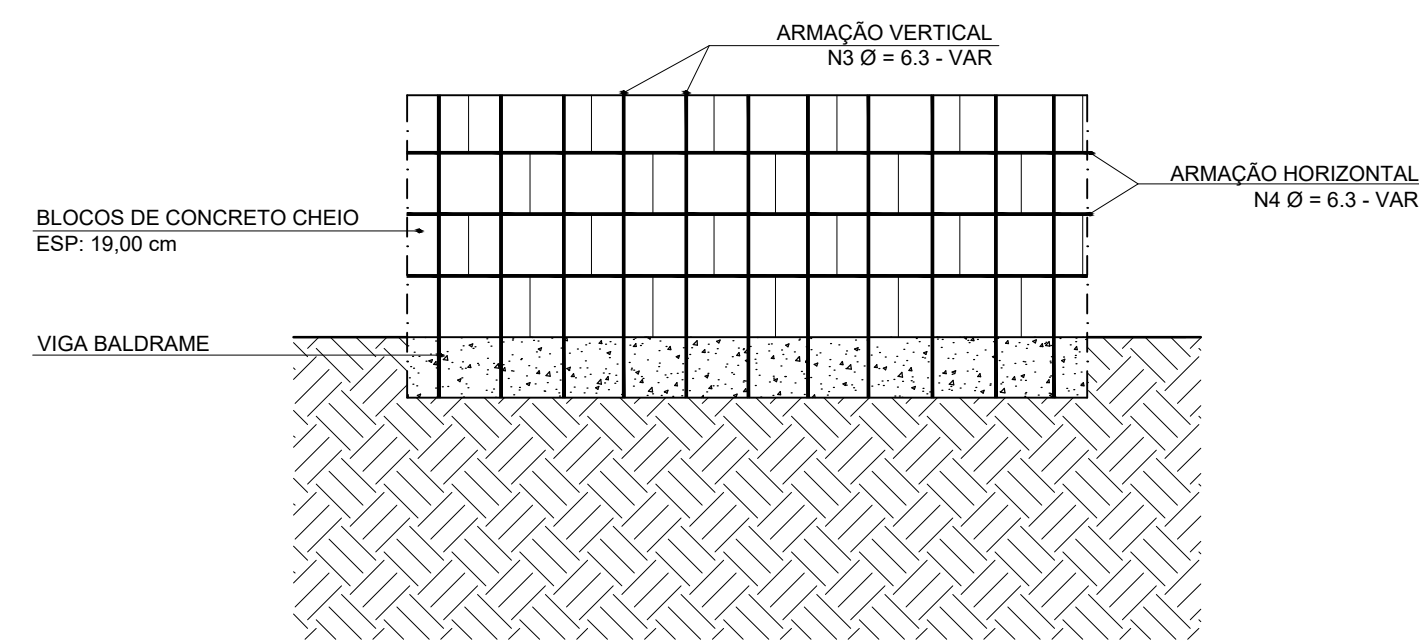 ARMAÇÃO VERTICAL
N3 Ø = 6.3 - VAR
ARMAÇÃO HORIZONTAL
N4 Ø = 6.3 - VAR
BLOCOS DE CONCRETO CHEIO
ESP: 19,00 cm
VIGA BALDRAME